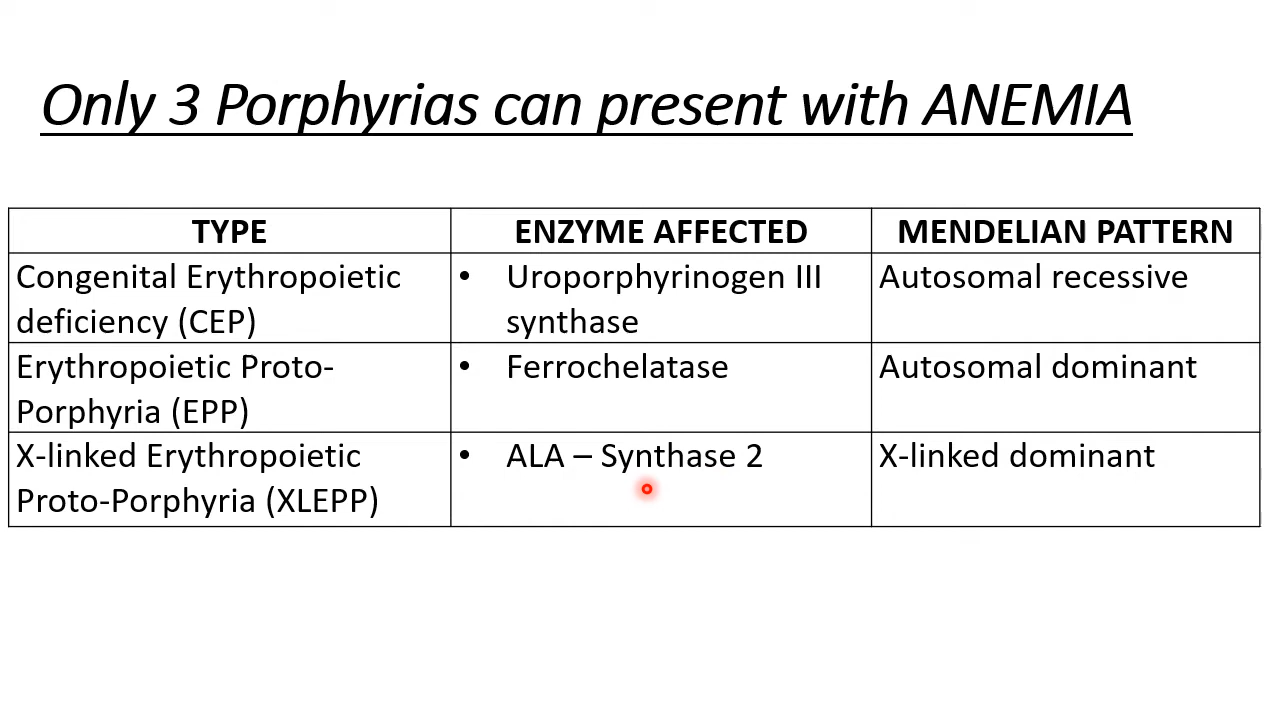 Only 3 Porphyrias can present with ANEMIA
TYPE
ENZYME AFFECTED
MENDELIAN PATTERN
Congenital Erythropoietic
deficiency (CEP)
• Uroporphyrinogen III
synthase
Autosomal recessive
Erythropoietic Proto-
Porphyria (EPP)
• Ferrochelatase
Autosomal dominant
X-linked Erythropoietic
Proto-Porphyria (XLEPP)
• ALA – Synthase 2
X-linked dominant